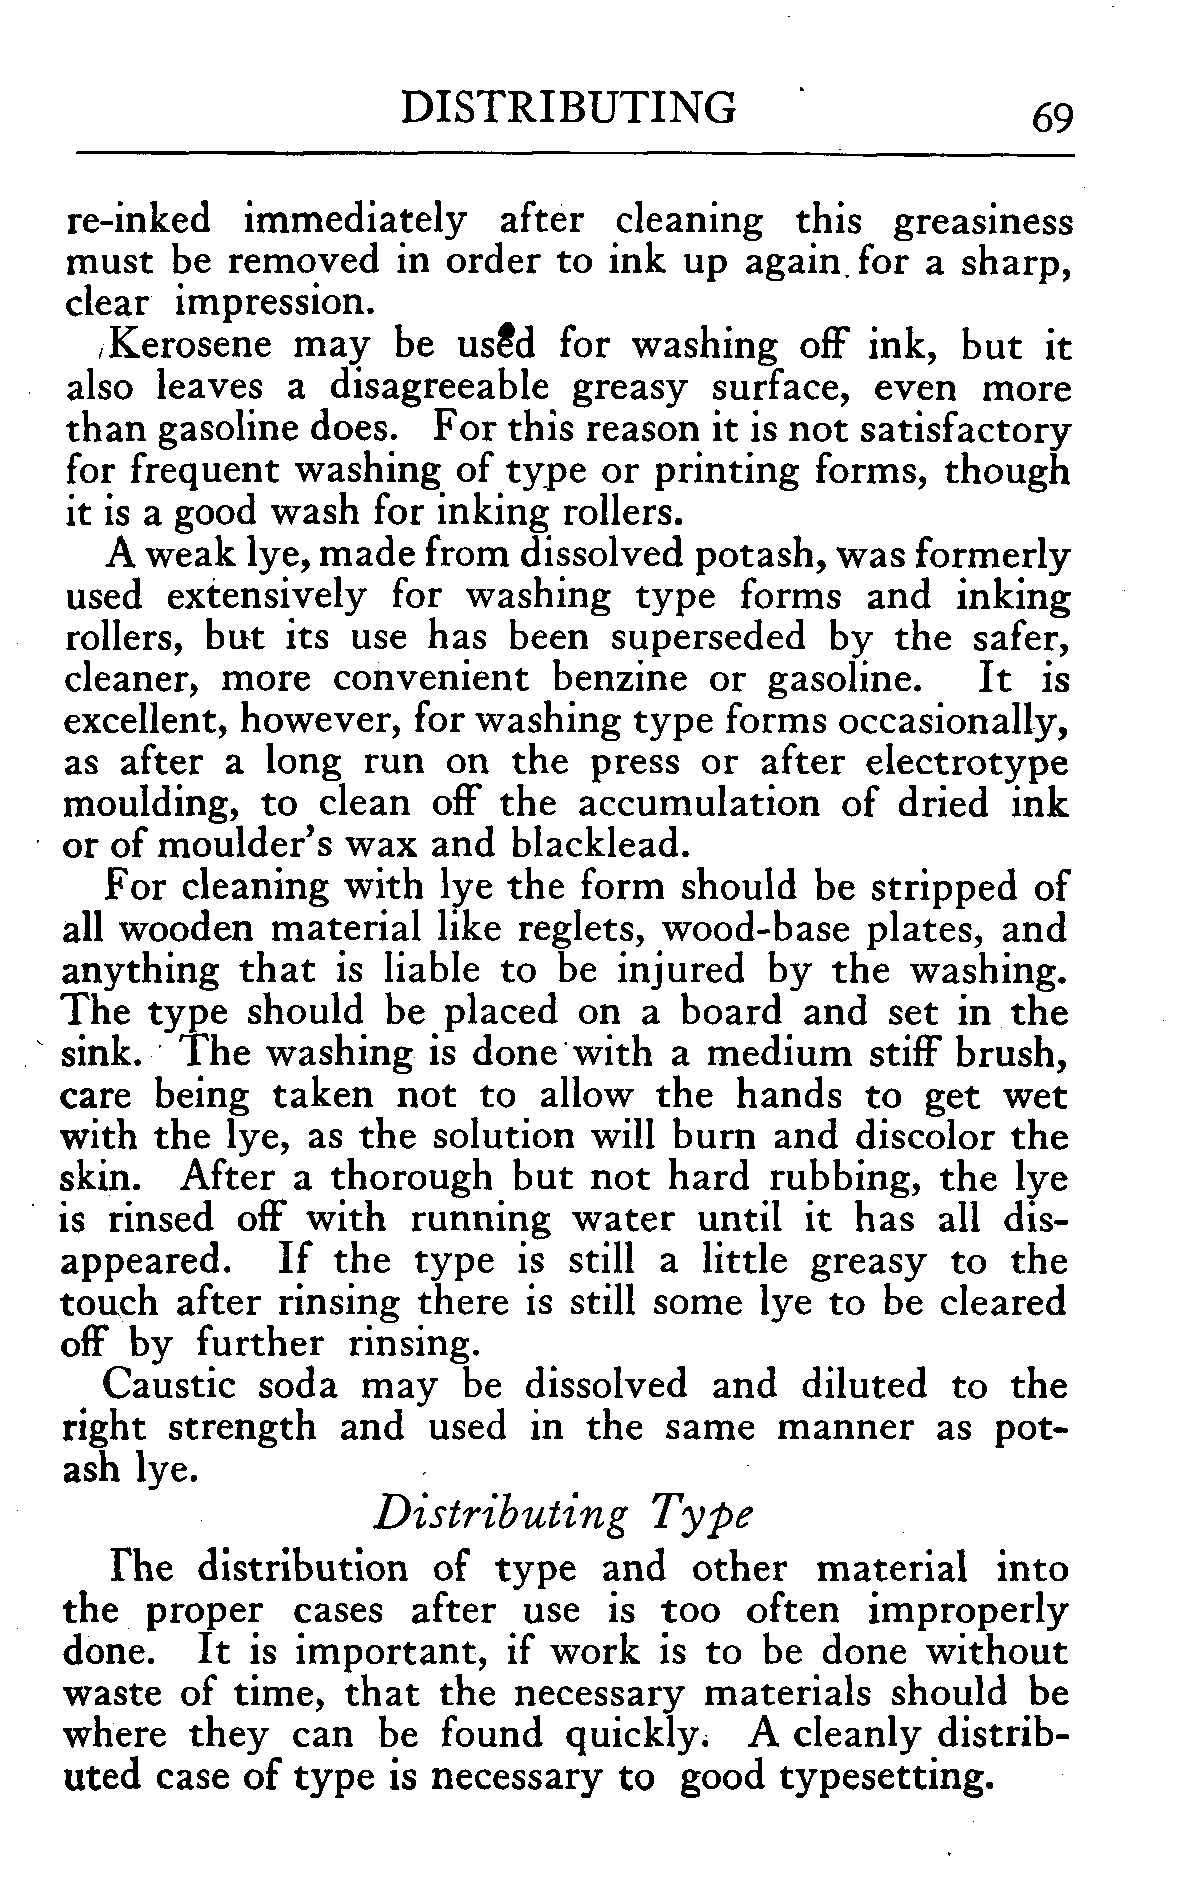 DISTRIBUTING 69
re-inked immediately after cleaning this greasiness
must be removed in order to ink up again for a sharp,
clear impression.
Kerosene may be used for washing off ink, but it
also leaves a disagreeable greasy surface, even more
than gasoline does. For this reason it is not satisfactory
for frequent washing of type or printing forms, though
it is a good wash for inking rollers.
A weak lye, made from dissolved potash, was formerly
used extensively for washing type forms and inking
rollers, but its use has been superseded by the safer,
cleaner, more convenient benzine or gasoline. It is
excellent, however, for washing type forms occasionally,
as after a long run on the press or after electrotype
moulding, to clean off the accumulation of dried ink
or of moulder's wax and blacklead.
For cleaning with lye the form should be stripped of
all wooden material like reglets, wood-base plates, and
anything that is liable to be injured by the washing.
The type should be placed on a board and set in the
sink. The washing is done with a medium stiff brush,
care being taken not to allow the hands to get wet
with the lye, as the solution will burn and discolor the
skin. After a thorough but not hard rubbing, the lye
is rinsed off with running water until it has all dis-
appeared. If the type is still a little greasy to the
touch after rinsing there is still some lye to be cleared
off by further rinsing.
Caustic soda may be dissolved and diluted to the
right strength and used in the same manner as pot-
ash lye.
Distributing Type
The distribution of type and other material into
the proper cases after use is too often improperly
done. It is important, if work is to be done without
waste of time, that the necessary materials should be
where they can be found quickly. A cleanly distrib-
uted case of type is necessary to good typesetting.